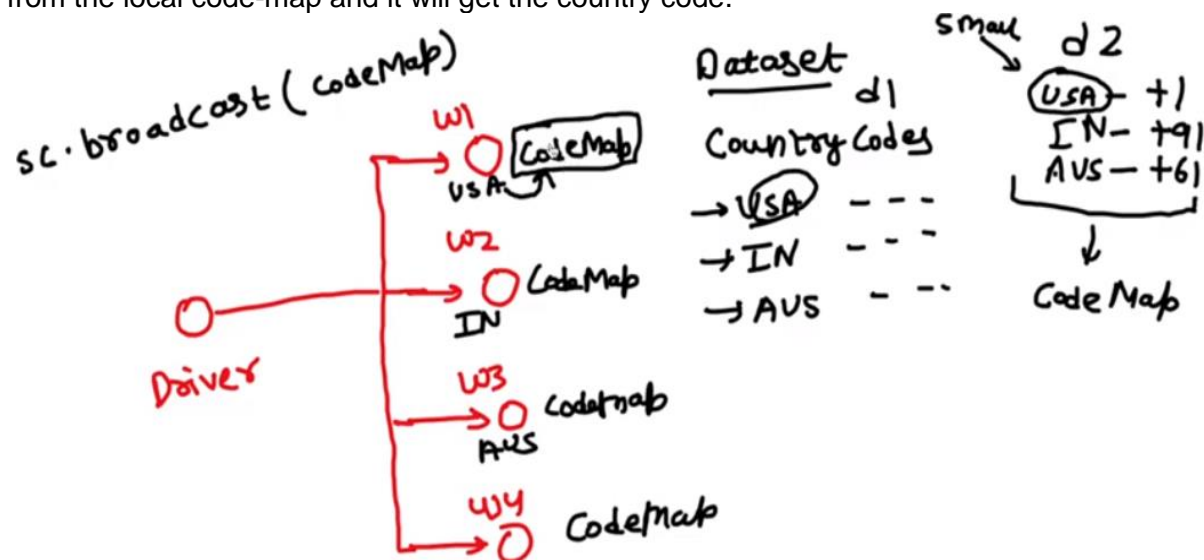 from the local code-map and it will get the country code.
sc.broadcast(codeMap)
W1
CodeMap
USA
W2
CodeMap
IN
Driver
W3
Codemap
AUS
W4
CodeMap
Dataset
d1
Country Codes
→ USA - - -
→ IN - - -
→ AUS - - -
small
d2
USA - +1
IN - +91
AUS - +61
Code Map